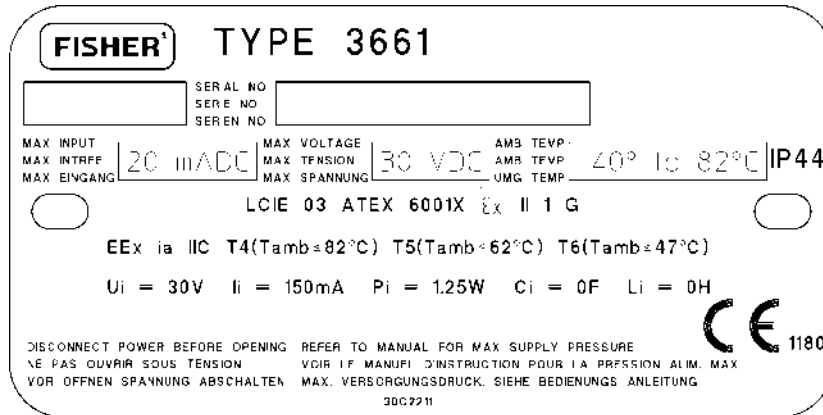 FISHER
TYPE 3661
SERIAL NO
SERIE NO
SERIEN NO
MAX INPUT
MAX INTREE
MAX EINGANG
20 mADC
MAX VOLTAGE
MAX TENSION
MAX SPANNUNG
30 VDC
AMB TEMP
AMB TEMP
UMG TEMP
40° to 82°C
IP44
LCIE 03 ATEX 6001X Ex II 1 G
EEx ia IIC T4(Tamb≤82°C) T5(Tamb≤62°C) T6(Tamb≤47°C)
Ui = 30V Ii = 150mA Pi = 1.25W Ci = 0F Li = 0H
CE 1180
DISCONNECT POWER BEFORE OPENING
NE PAS OUVRIR SOUS TENSION
VOR OFFNEN SPANNUNG ABSCHALTEN
REFER TO MANUAL FOR MAX SUPPLY PRESSURE
VOIR LE MANUEL D'INSTRUCTION POUR LA PRESSION ALIM. MAX
MAX. VERSORGUNGSDRUCK. SIEHE BEDIENUNGS ANLEITUNG